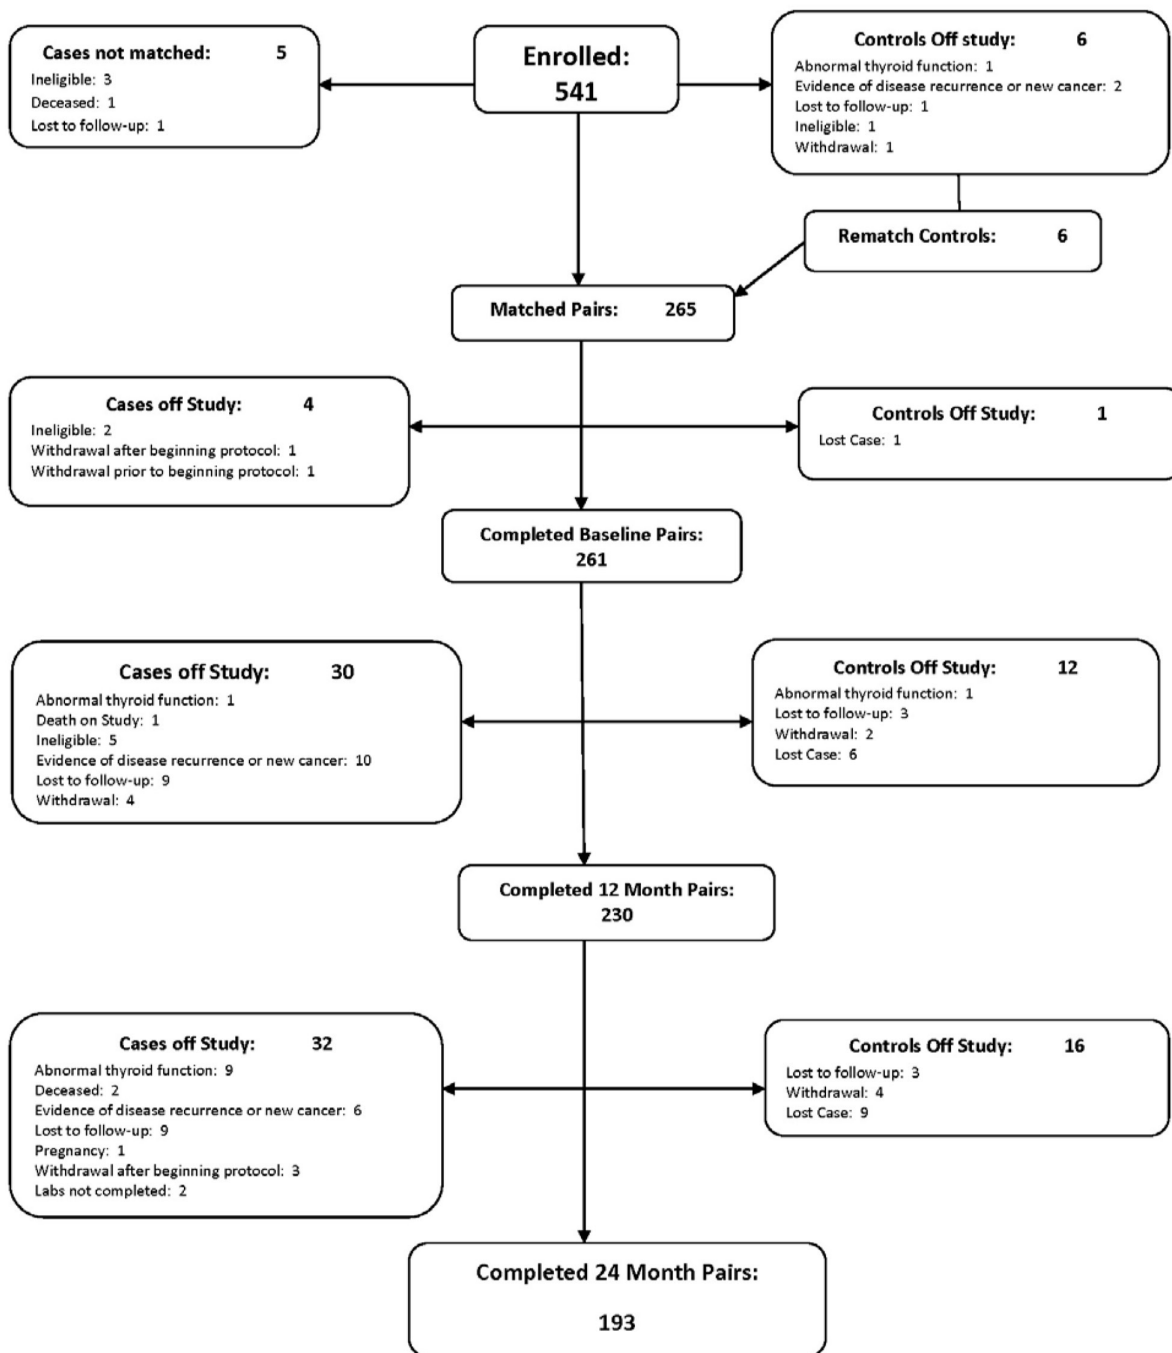 Cases not matched: 5
Ineligible: 3
Deceased: 1
Lost to follow-up: 1
Enrolled:
541
Controls Off study: 6
Abnormal thyroid function: 1
Evidence of disease recurrence or new cancer: 2
Lost to follow-up: 1
Ineligible: 1
Withdrawal: 1
Rematch Controls: 6
Matched Pairs: 265
Cases off Study: 4
Ineligible: 2
Withdrawal after beginning protocol: 1
Withdrawal prior to beginning protocol: 1
Controls Off Study: 1
Lost Case: 1
Completed Baseline Pairs:
261
Cases off Study: 30
Abnormal thyroid function: 1
Death on Study: 1
Ineligible: 5
Evidence of disease recurrence or new cancer: 10
Lost to follow-up: 9
Withdrawal: 4
Controls Off Study: 12
Abnormal thyroid function: 1
Lost to follow-up: 3
Withdrawal: 2
Lost Case: 6
Completed 12 Month Pairs:
230
Cases off Study: 32
Abnormal thyroid function: 9
Deceased: 2
Evidence of disease recurrence or new cancer: 6
Lost to follow-up: 9
Pregnancy: 1
Withdrawal after beginning protocol: 3
Labs not completed: 2
Controls Off Study: 16
Lost to follow-up: 3
Withdrawal: 4
Lost Case: 9
Completed 24 Month Pairs:
193